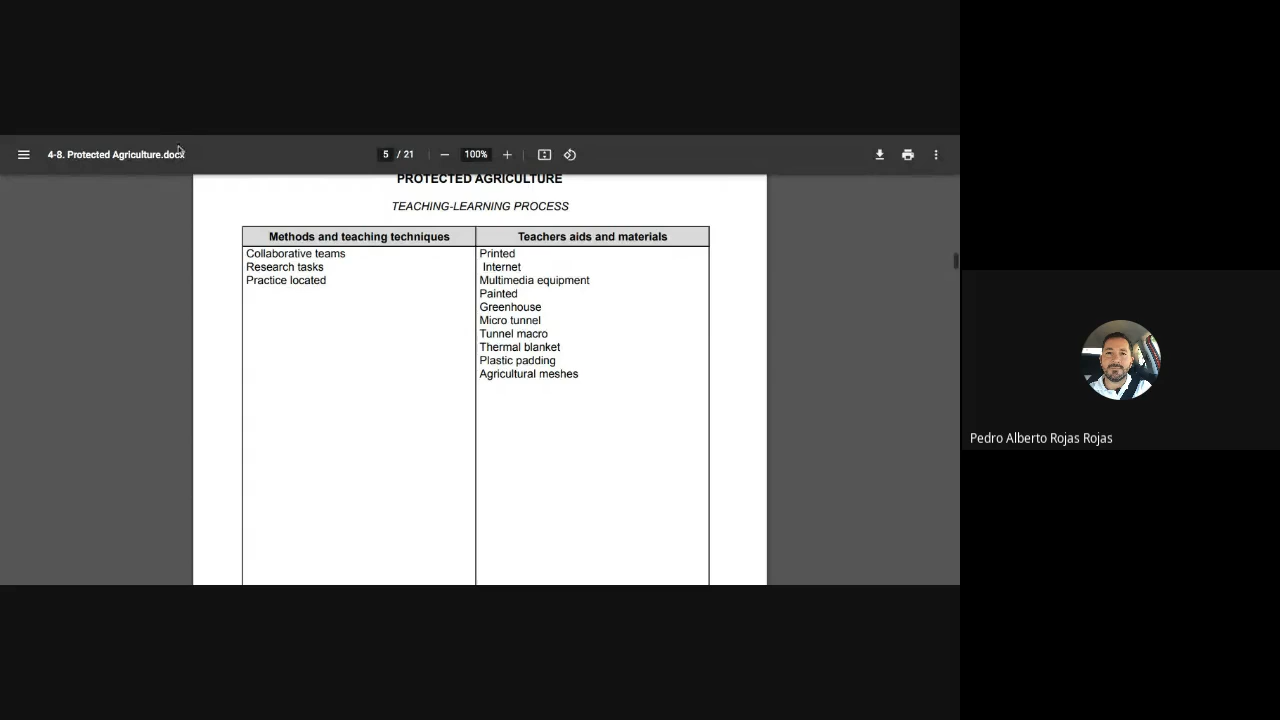 4-8. Protected Agriculture.docx
5 / 21
100%
PROTECTED AGRICULTURE
TEACHING-LEARNING PROCESS
Methods and teaching techniques
Teachers aids and materials
Collaborative teams
Research tasks
Practice located
Printed
Internet
Multimedia equipment
Painted
Greenhouse
Micro tunnel
Tunnel macro
Thermal blanket
Plastic padding
Agricultural meshes
Pedro Alberto Rojas Rojas